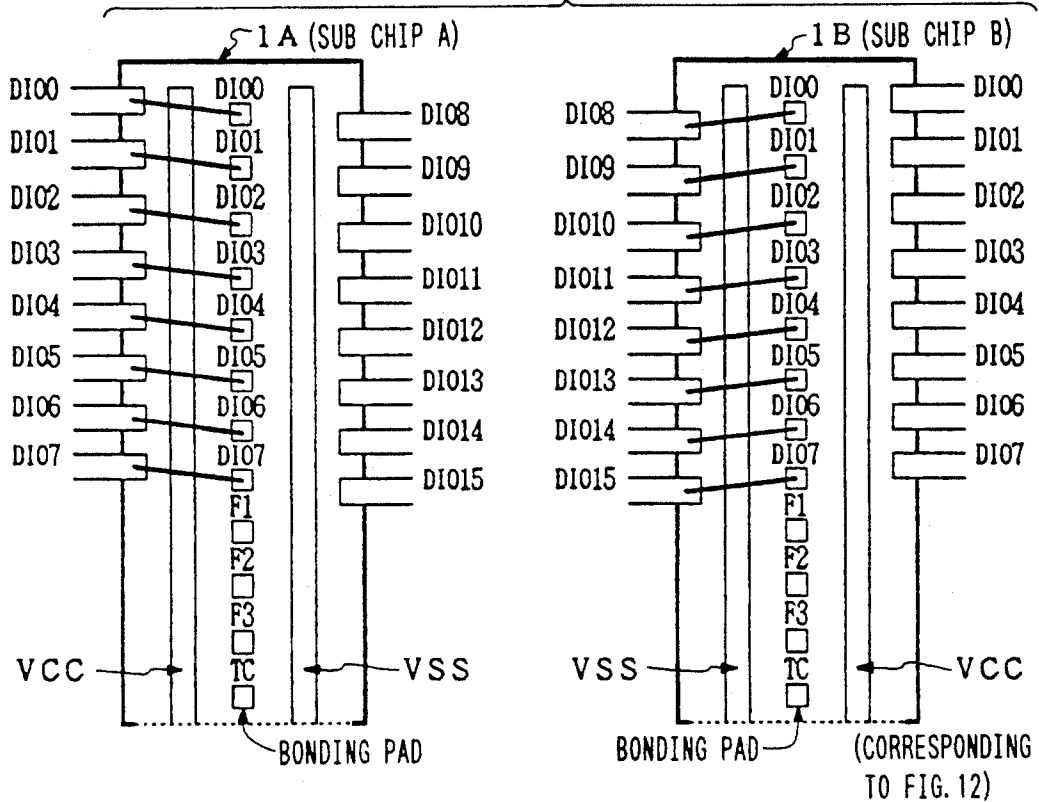 1A (SUB CHIP A)
DIO0
DIO1
DIO2
DIO3
DIO4
DIO5
DIO6
DIO7
DIO0
DIO1
DIO2
DIO3
DIO4
DIO5
DIO6
DIO7
F1
F2
F3
TC
DIO8
DIO9
DIO10
DIO11
DIO12
DIO13
DIO14
DIO15
VCC
VSS
BONDING PAD
1B (SUB CHIP B)
DIO8
DIO9
DIO10
DIO11
DIO12
DIO13
DIO14
DIO15
DIO0
DIO1
DIO2
DIO3
DIO4
DIO5
DIO6
DIO7
F1
F2
F3
TC
DIO0
DIO1
DIO2
DIO3
DIO4
DIO5
DIO6
DIO7
VSS
VCC
BONDING PAD
(CORRESPONDING
TO FIG.12)